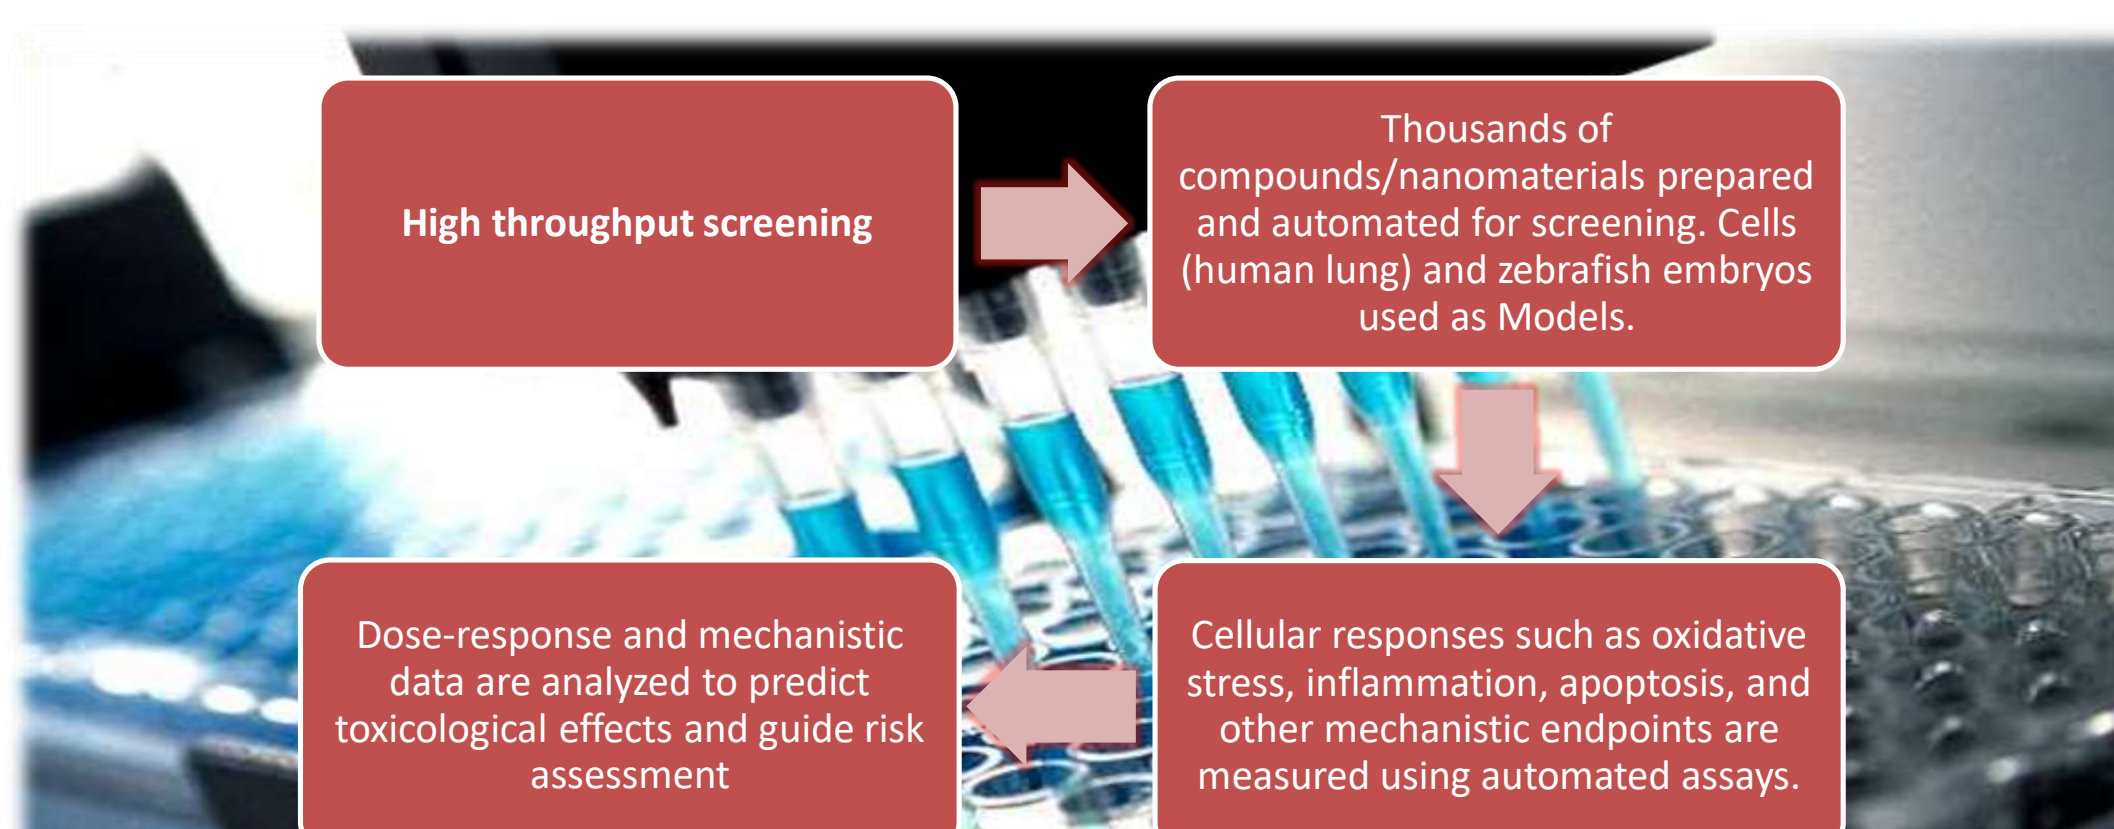 High throughput screening
Thousands of
compounds/nanomaterials prepared
and automated for screening. Cells
(human lung) and zebrafish embryos
used as Models.
Cellular responses such as oxidative
stress, inflammation, apoptosis, and
other mechanistic endpoints are
measured using automated assays.
Dose-response and mechanistic
data are analyzed to predict
toxicological effects and guide risk
assessment